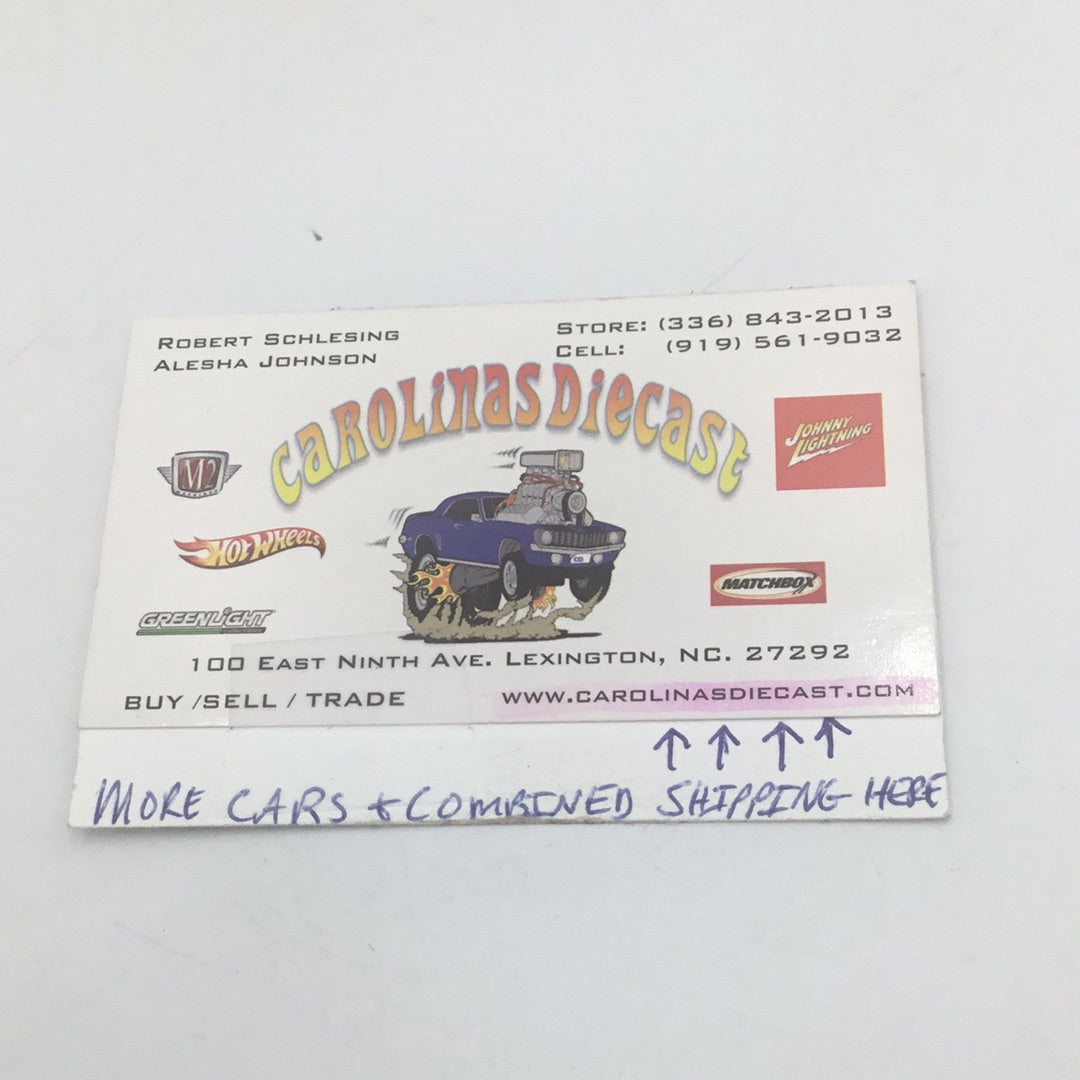 ROBERT SCHLESING
ALESHA JOHNSON
STORE: (336) 843-2013
CELL: (919) 561-9032
CAROLINAS DIECAST
M2
JOHNNY
LIGHTNING
HOT WHEELS
MATCHBOX
GREENLIGHT
CD
100 EAST NINTH AVE. LEXINGTON, NC. 27292
BUY /SELL / TRADE
WWW.CAROLINASDIECAST.COM
↑ ↑ ↑ ↑
MORE CARS & COMBINED SHIPPING HERE